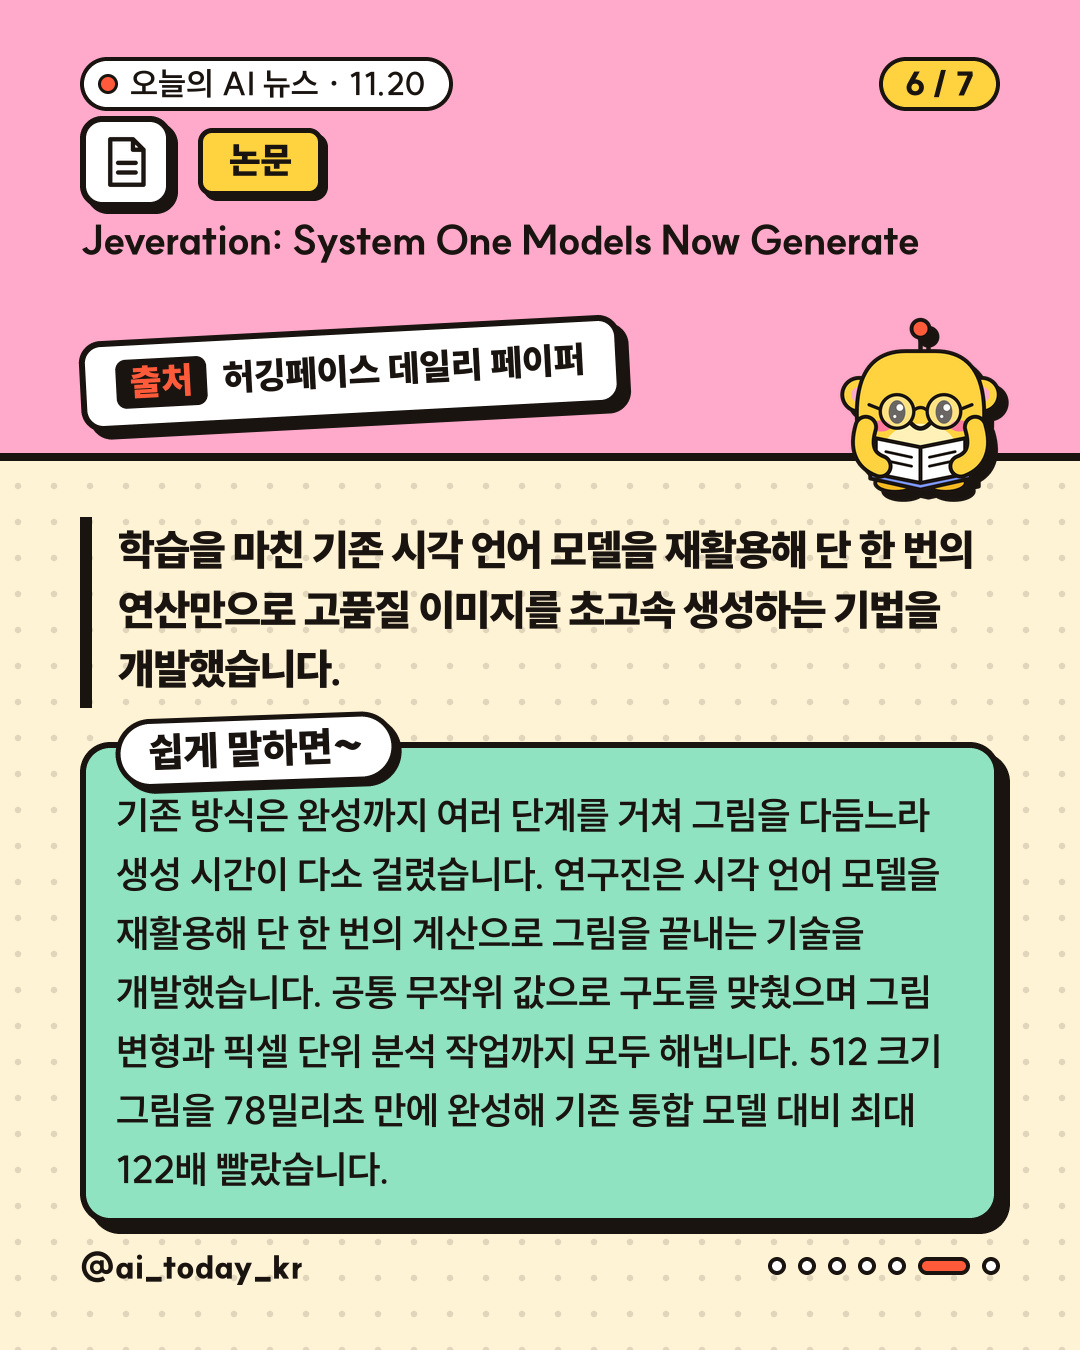 오늘의 AI 뉴스 · 11.20
6 / 7
논문
Jeveration: System One Models Now Generate
출처 허깅페이스 데일리 페이퍼
학습을 마친 기존 시각 언어 모델을 재활용해 단 한 번의
연산만으로 고품질 이미지를 초고속 생성하는 기법을
개발했습니다.
쉽게 말하면~
기존 방식은 완성까지 여러 단계를 거쳐 그림을 다듬느라
생성 시간이 다소 걸렸습니다. 연구진은 시각 언어 모델을
재활용해 단 한 번의 계산으로 그림을 끝내는 기술을
개발했습니다. 공통 무작위 값으로 구도를 맞췄으며 그림
변형과 픽셀 단위 분석 작업까지 모두 해냅니다. 512 크기
그림을 78밀리초 만에 완성해 기존 통합 모델 대비 최대
122배 빨랐습니다.
@ai_today_kr